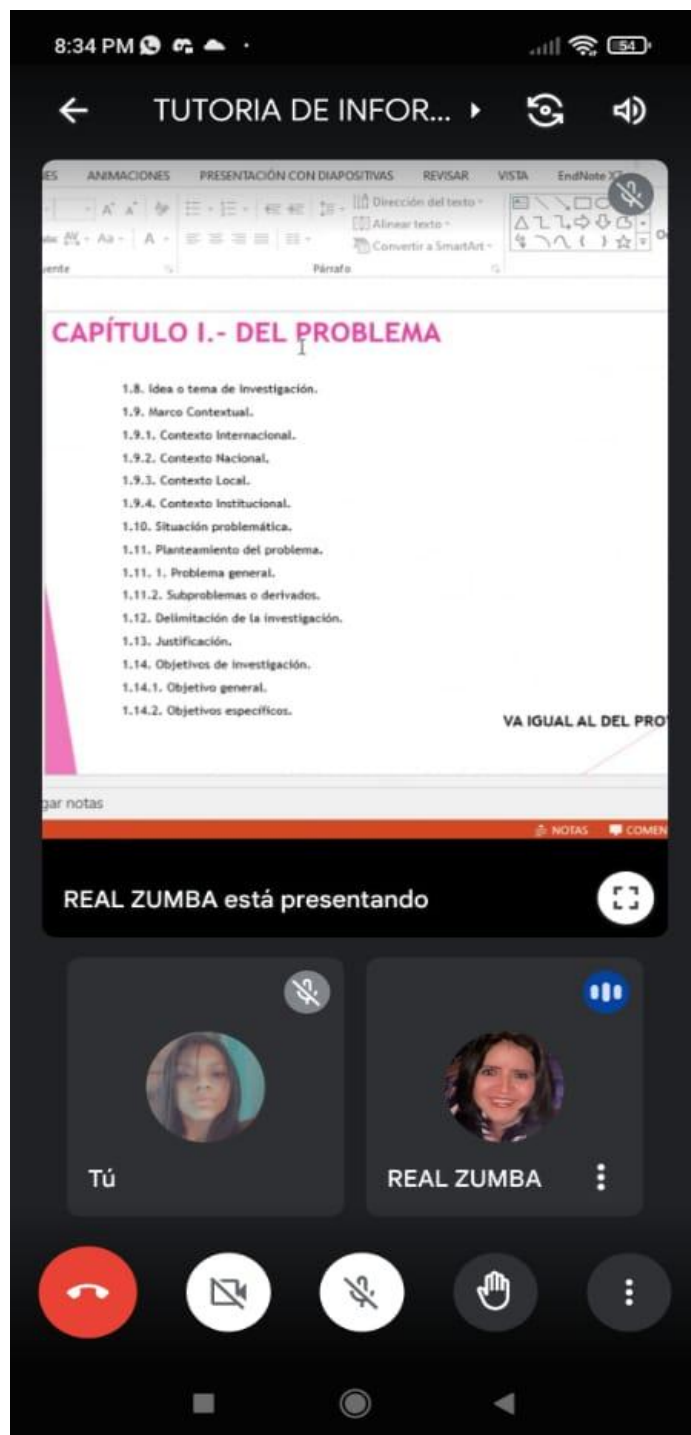 8:34 PM
54
TUTORIA DE INFOR...
ES ANIMACIONES PRESENTACIÓN CON DIAPOSITIVAS REVISAR VISTA EndNote X7
Dirección del texto
A A Alinear texto
Aa A Convertir a SmartArt
uente Párrafo
CAPÍTULO I.- DEL PROBLEMA
1.8. Idea o tema de Investigación.
1.9. Marco Contextual.
1.9.1. Contexto Internacional.
1.9.2. Contexto Nacional.
1.9.3. Contexto Local.
1.9.4. Contexto Institucional.
1.10. Situación problemática.
1.11. Planteamiento del problema.
1.11. 1. Problema general.
1.11.2. Subproblemas o derivados.
1.12. Delimitación de la investigación.
1.13. Justificación.
1.14. Objetivos de investigación.
1.14.1. Objetivo general.
1.14.2. Objetivos específicos.
VA IGUAL AL DEL PRO
gar notas
NOTAS COMEN
REAL ZUMBA está presentando
Tú
REAL ZUMBA